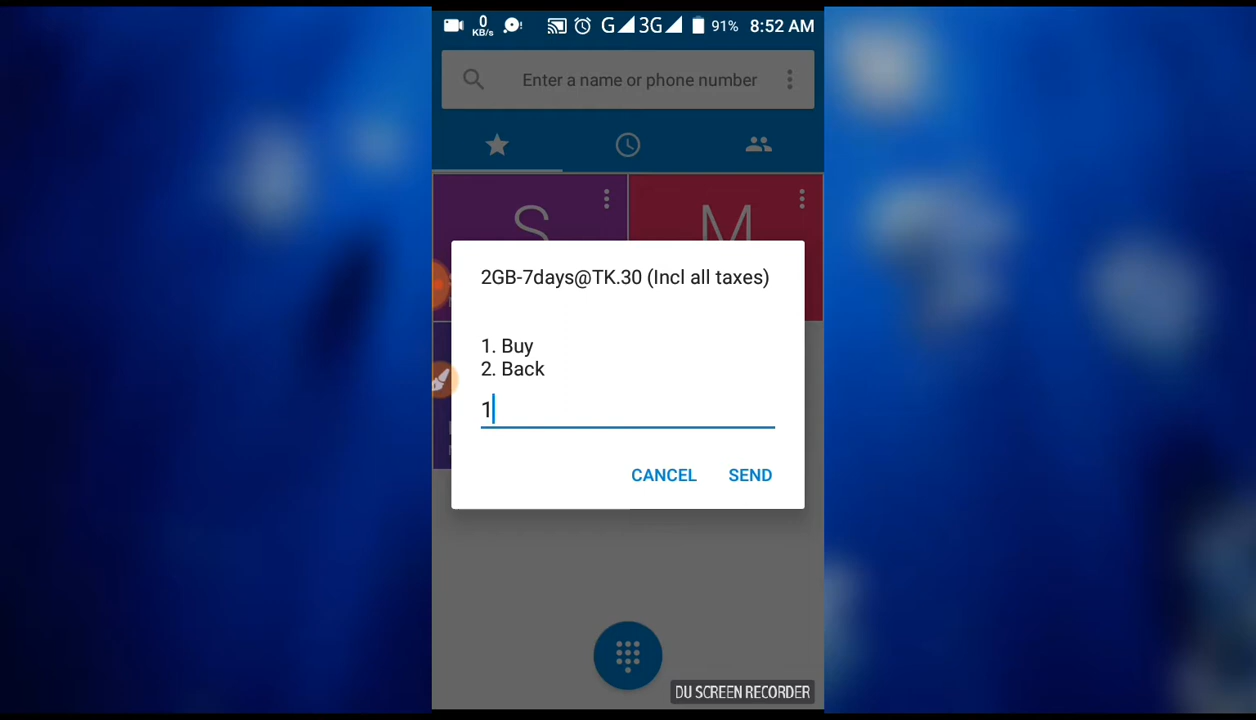 0
KB/s
G 3G 91% 8:52 AM
Enter a name or phone number
S M
2GB-7days@TK.30 (Incl all taxes)
1. Buy
2. Back
1
CANCEL SEND
DU SCREEN RECORDER